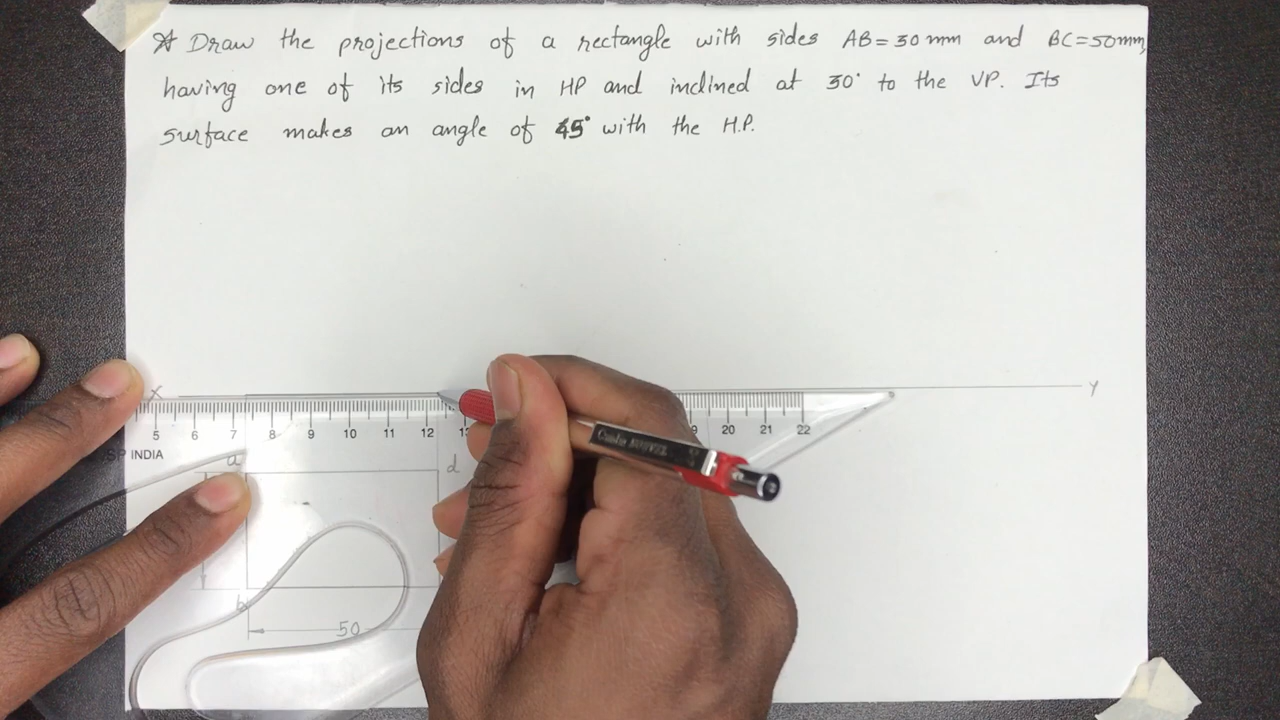 ☆ Draw the projections of a rectangle with sides AB = 30 mm and BC = 50mm,
having one of its sides in HP and inclined at 30° to the VP. Its
surface makes an angle of 45° with the H.P.
X
Y
5 6 7 8 9 10 11 12 13 19 20 21 22
INDIA
a
d
b
50